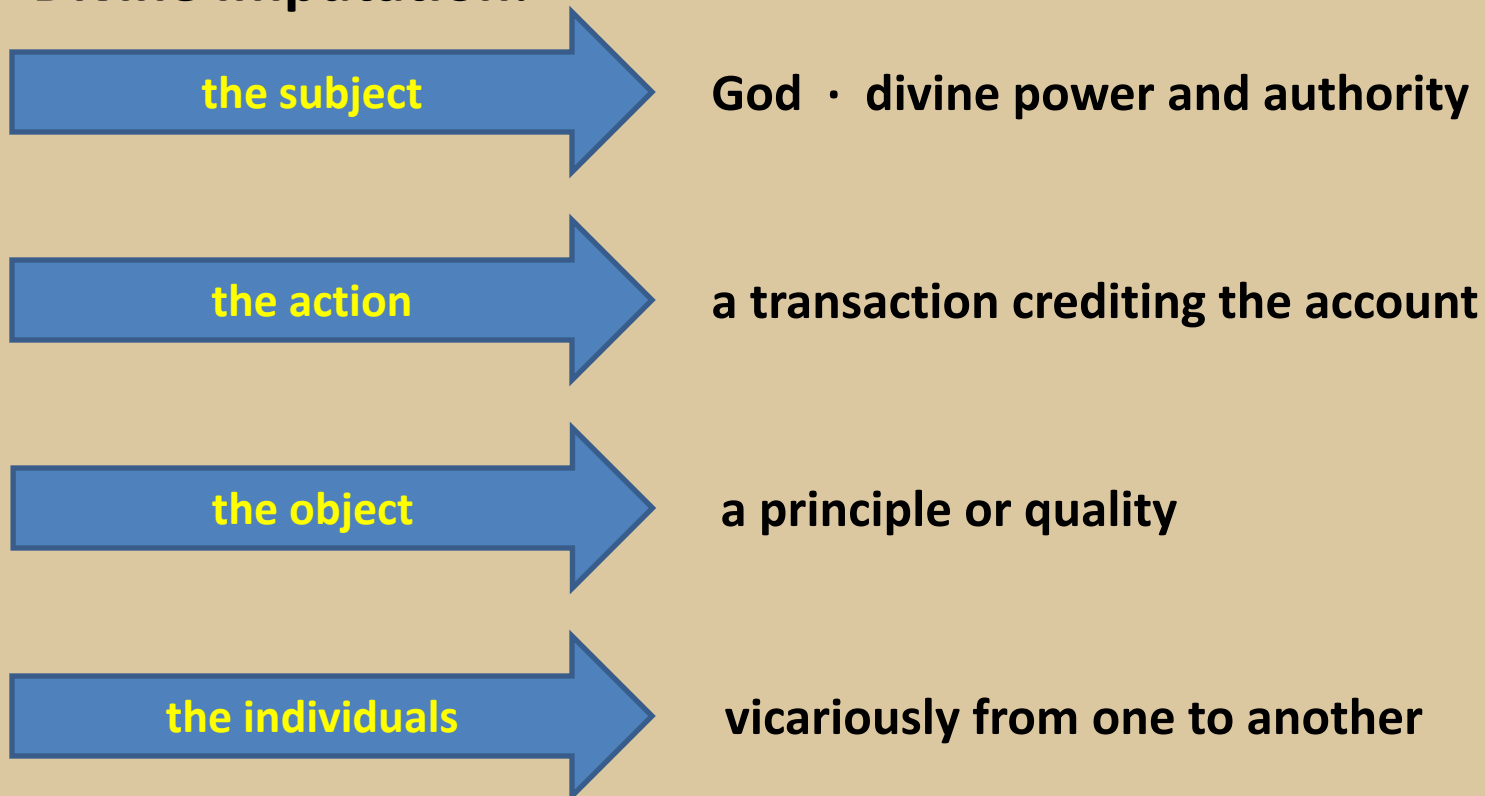 the subject God · divine power and authority
the action a transaction crediting the account
the object a principle or quality
the individuals vicariously from one to another